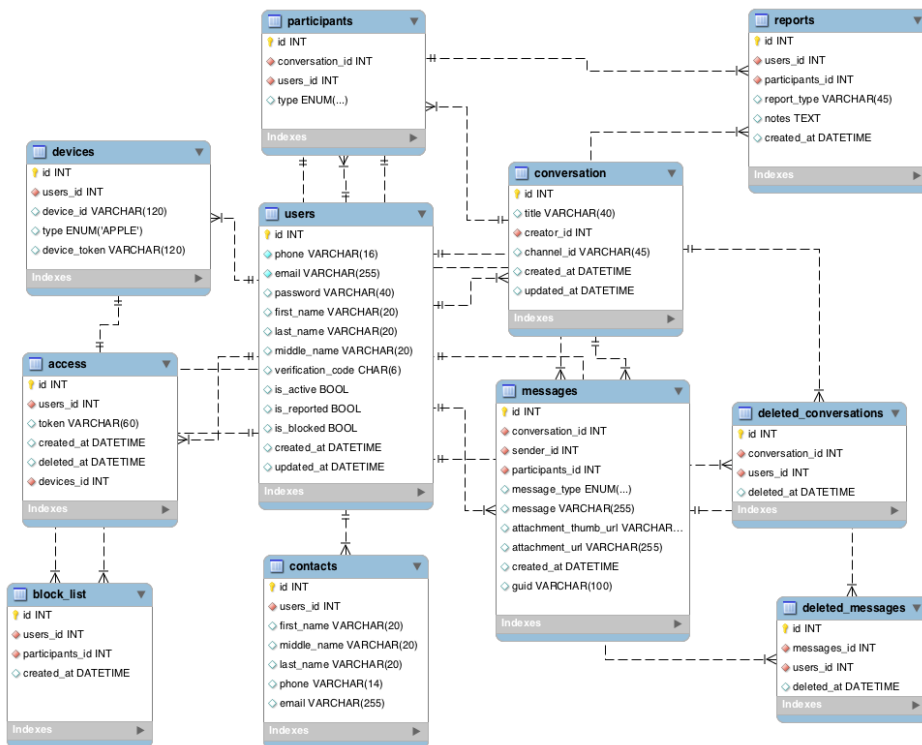 participants
id INT
conversation_id INT
users_id INT
type ENUM(...)
Indexes
reports
id INT
users_id INT
participants_id INT
report_type VARCHAR(45)
notes TEXT
created_at DATETIME
Indexes
devices
id INT
users_id INT
device_id VARCHAR(120)
type ENUM('APPLE')
device_token VARCHAR(120)
Indexes
conversation
id INT
title VARCHAR(40)
creator_id INT
channel_id VARCHAR(45)
created_at DATETIME
updated_at DATETIME
Indexes
users
id INT
phone VARCHAR(16)
email VARCHAR(255)
password VARCHAR(40)
first_name VARCHAR(20)
last_name VARCHAR(20)
middle_name VARCHAR(20)
verification_code CHAR(6)
is_active BOOL
is_reported BOOL
is_blocked BOOL
created_at DATETIME
updated_at DATETIME
Indexes
access
id INT
users_id INT
token VARCHAR(60)
created_at DATETIME
deleted_at DATETIME
devices_id INT
Indexes
messages
id INT
conversation_id INT
sender_id INT
participants_id INT
message_type ENUM(...)
message VARCHAR(255)
attachment_thumb_url VARCHAR...
attachment_url VARCHAR(255)
created_at DATETIME
guid VARCHAR(100)
Indexes
deleted_conversations
id INT
conversation_id INT
users_id INT
deleted_at DATETIME
Indexes
block_list
id INT
users_id INT
participants_id INT
created_at DATETIME
Indexes
contacts
id INT
users_id INT
first_name VARCHAR(20)
middle_name VARCHAR(20)
last_name VARCHAR(20)
phone VARCHAR(14)
email VARCHAR(255)
Indexes
deleted_messages
id INT
messages_id INT
users_id INT
deleted_at DATETIME
Indexes